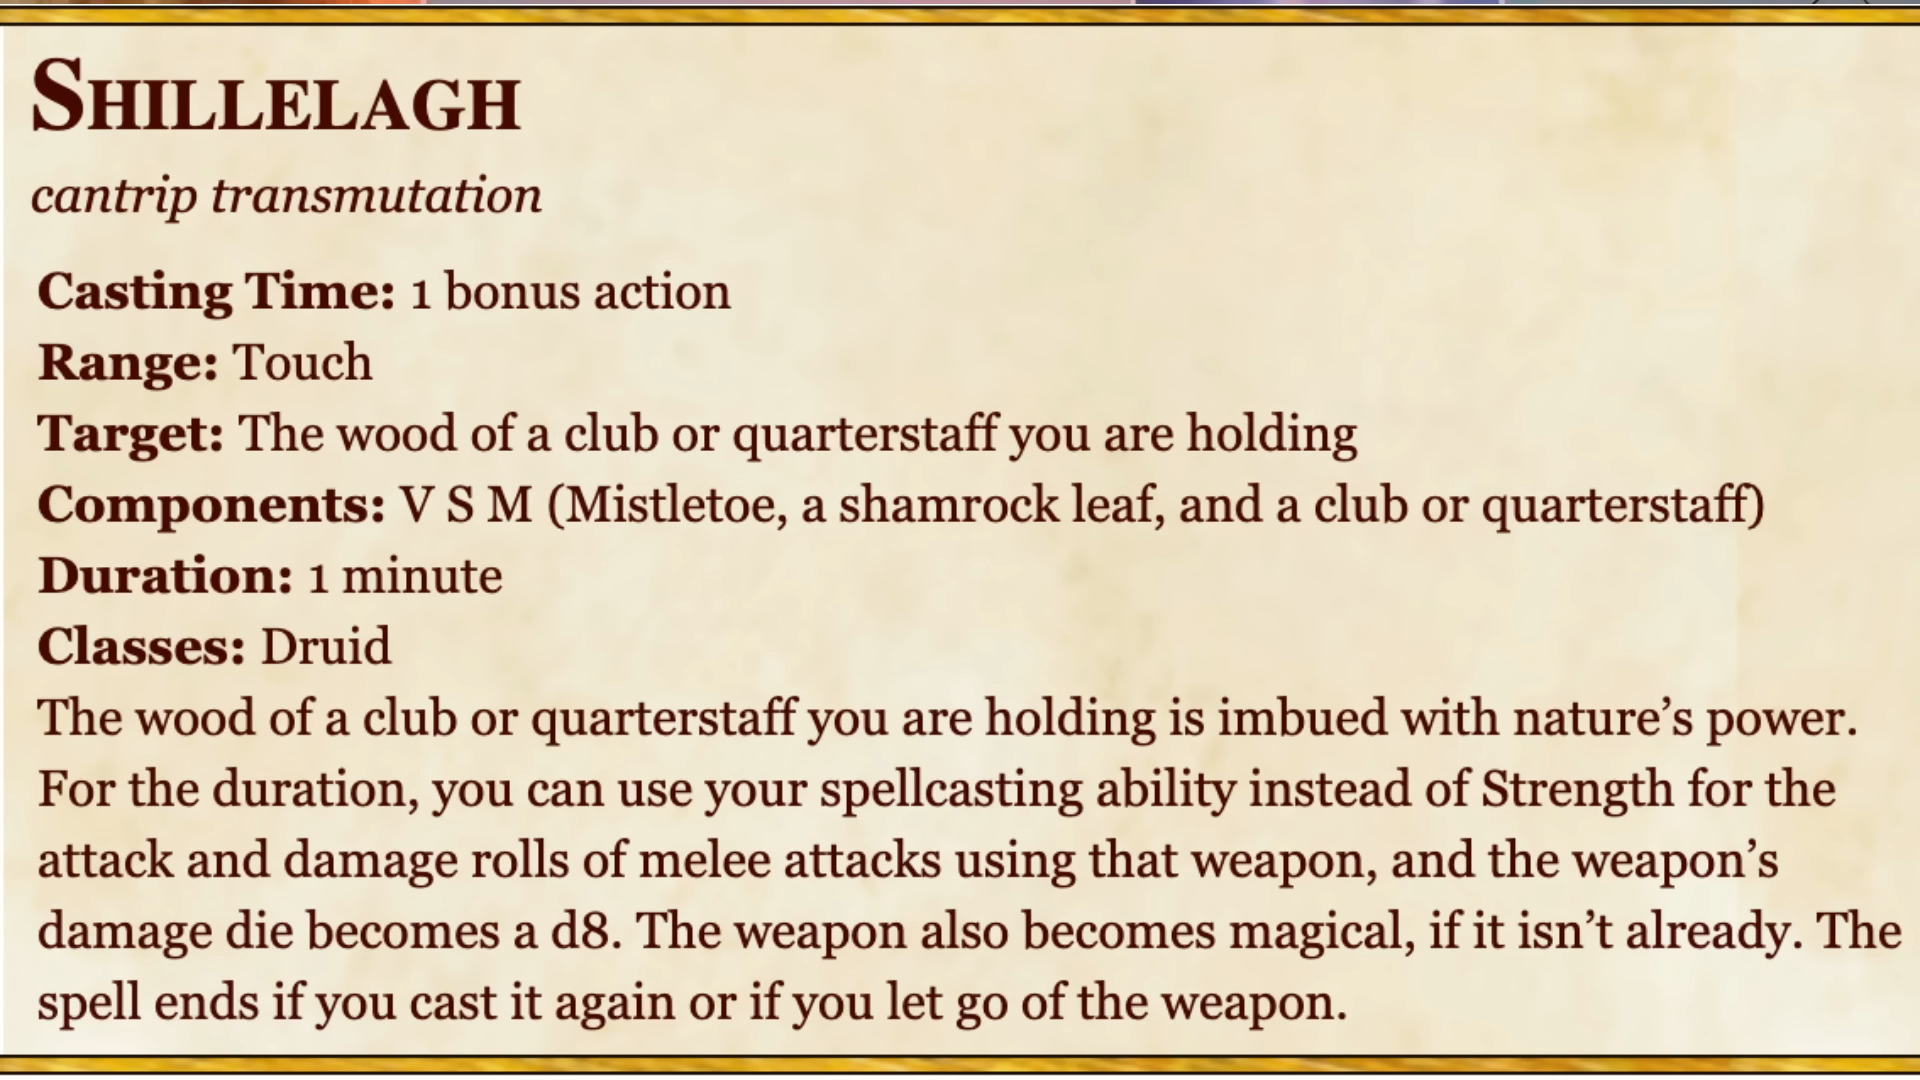 SHILLELAGH
cantrip transmutation
Casting Time: 1 bonus action
Range: Touch
Target: The wood of a club or quarterstaff you are holding
Components: V S M (Mistletoe, a shamrock leaf, and a club or quarterstaff)
Duration: 1 minute
Classes: Druid
The wood of a club or quarterstaff you are holding is imbued with nature’s power.
For the duration, you can use your spellcasting ability instead of Strength for the
attack and damage rolls of melee attacks using that weapon, and the weapon’s
damage die becomes a d8. The weapon also becomes magical, if it isn’t already. The
spell ends if you cast it again or if you let go of the weapon.